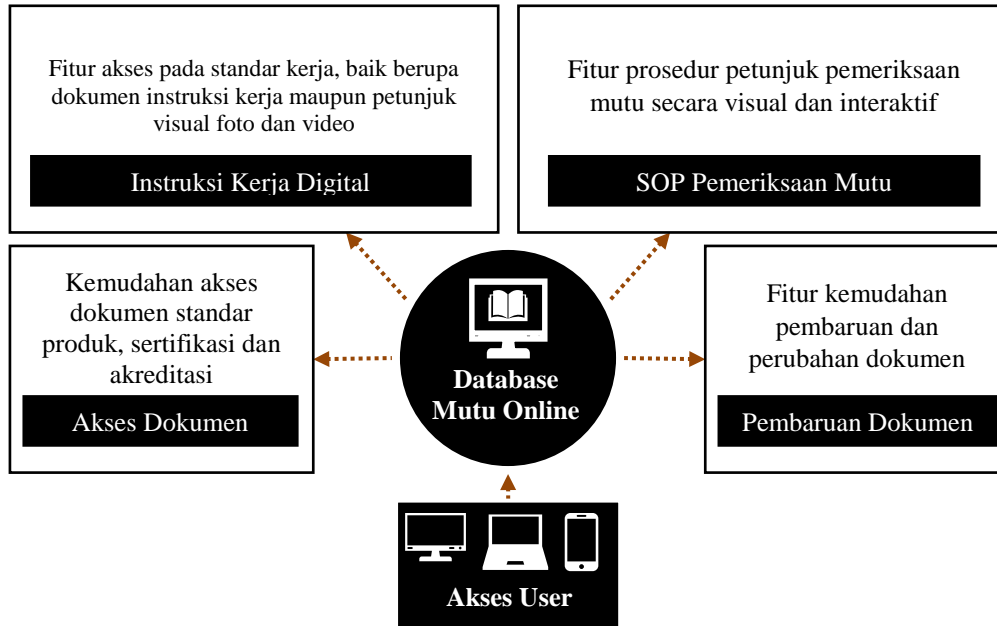 Fitur akses pada standar kerja, baik berupa
dokumen instruksi kerja maupun petunjuk
visual foto dan video
Instruksi Kerja Digital
Fitur prosedur petunjuk pemeriksaan
mutu secara visual dan interaktif
SOP Pemeriksaan Mutu
Kemudahan akses
dokumen standar
produk, sertifikasi dan
akreditasi
Akses Dokumen
Database
Mutu Online
Fitur kemudahan
pembaruan dan
perubahan dokumen
Pembaruan Dokumen
Akses User